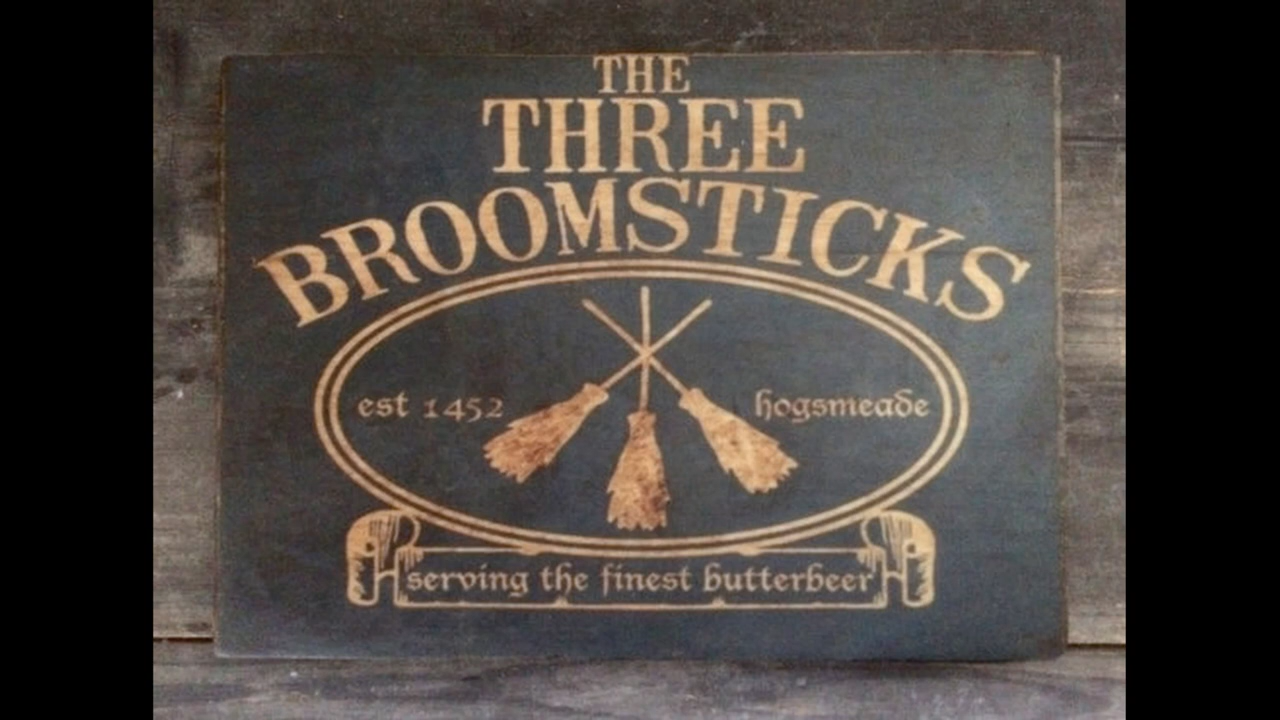 THE
THREE
BROOMSTICKS
est 1452
hogsmeade
serving the finest butterbeer